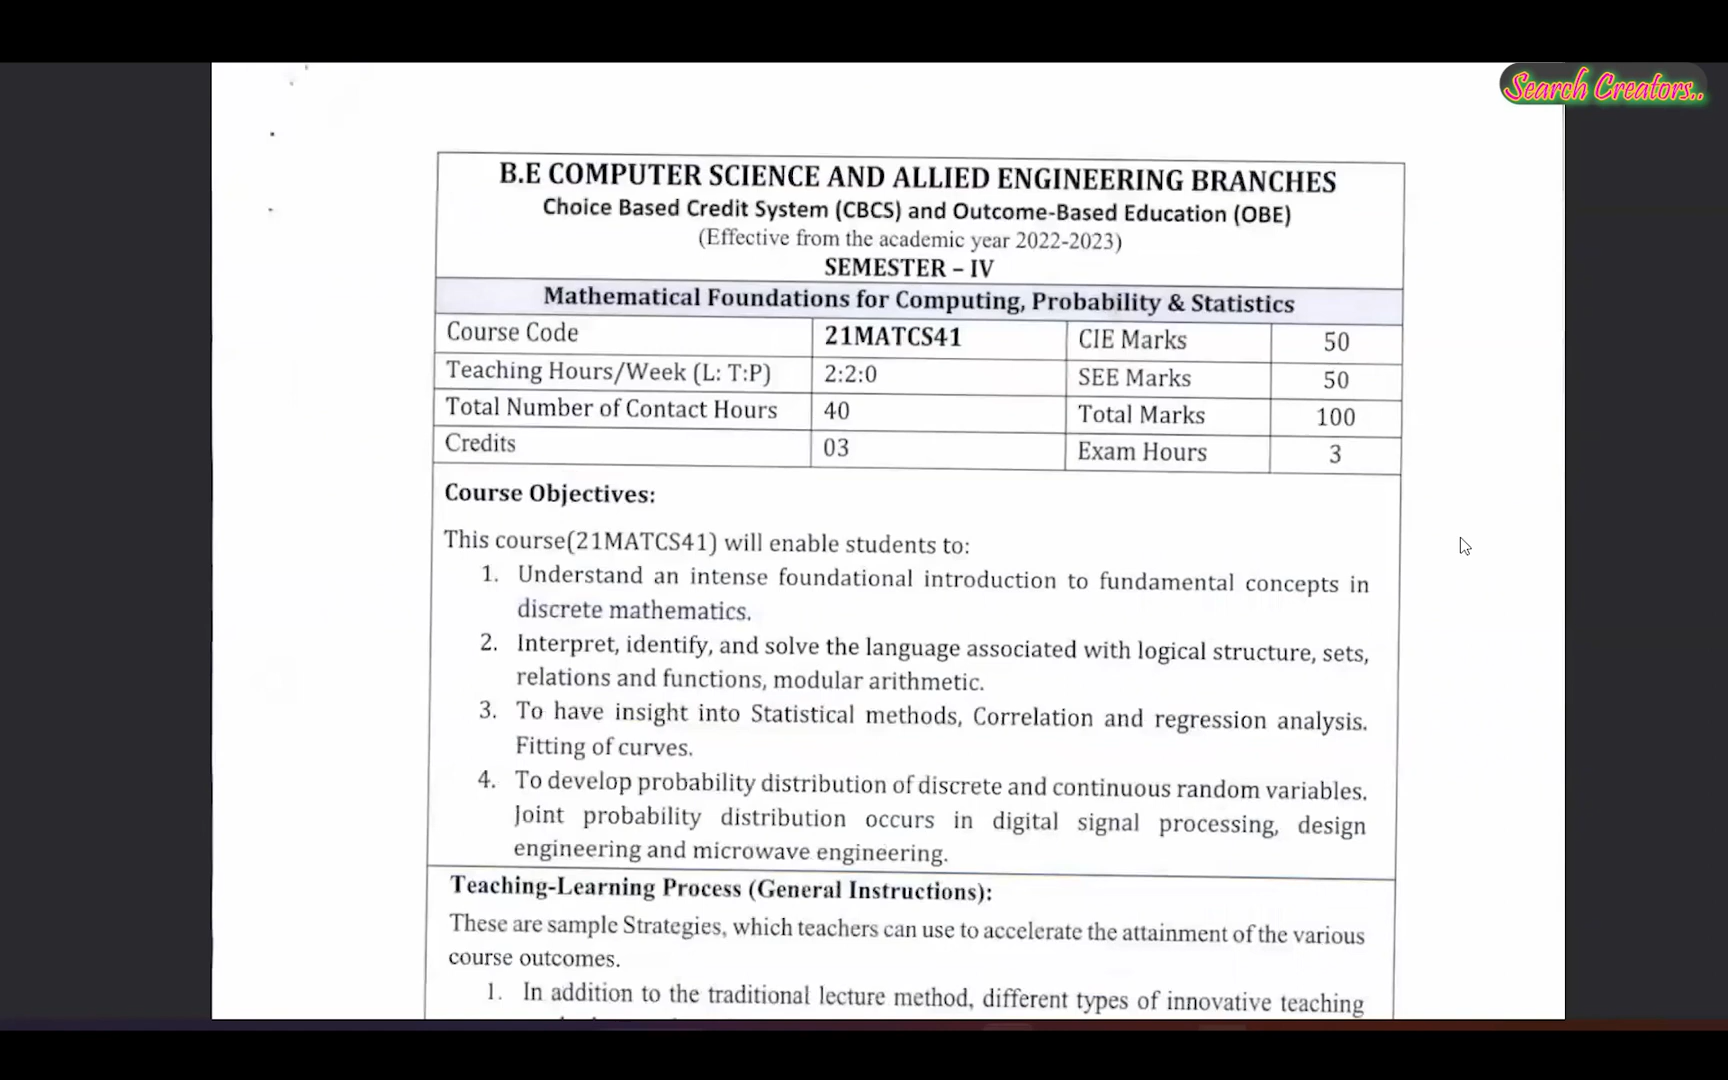 Search Creators..
B.E COMPUTER SCIENCE AND ALLIED ENGINEERING BRANCHES
Choice Based Credit System (CBCS) and Outcome-Based Education (OBE)
(Effective from the academic year 2022-2023)
SEMESTER – IV
Mathematical Foundations for Computing, Probability & Statistics
Course Code 21MATCS41 CIE Marks 50
Teaching Hours/Week (L: T:P) 2:2:0 SEE Marks 50
Total Number of Contact Hours 40 Total Marks 100
Credits 03 Exam Hours 3
Course Objectives:
This course(21MATCS41) will enable students to:
1. Understand an intense foundational introduction to fundamental concepts in
discrete mathematics.
2. Interpret, identify, and solve the language associated with logical structure, sets,
relations and functions, modular arithmetic.
3. To have insight into Statistical methods, Correlation and regression analysis.
Fitting of curves.
4. To develop probability distribution of discrete and continuous random variables.
Joint probability distribution occurs in digital signal processing, design
engineering and microwave engineering.
Teaching-Learning Process (General Instructions):
These are sample Strategies, which teachers can use to accelerate the attainment of the various
course outcomes.
1. In addition to the traditional lecture method, different types of innovative teaching